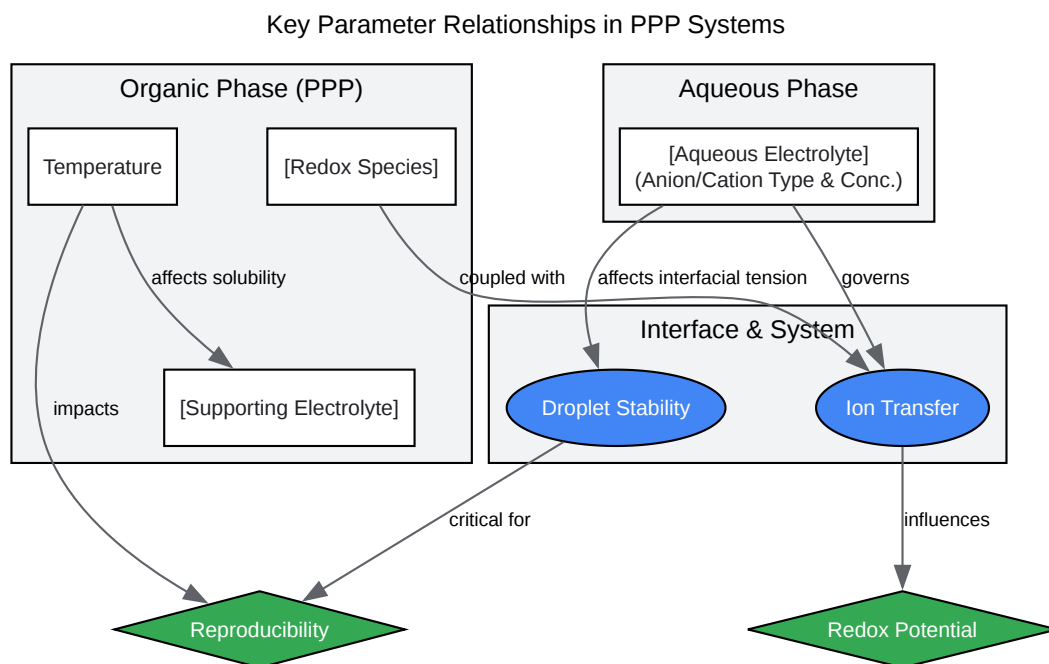 Key Parameter Relationships in PPP Systems
Organic Phase (PPP)
Aqueous Phase
Temperature
[Redox Species]
[Aqueous Electrolyte]
(Anion/Cation Type & Conc.)
affects solubility
coupled with
affects interfacial tension
governs
Interface & System
[Supporting Electrolyte]
Droplet Stability
Ion Transfer
impacts
critical for
influences
Reproducibility
Redox Potential